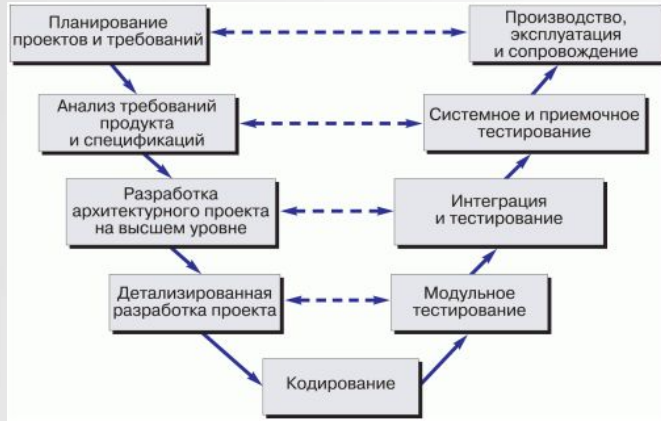 Планирование
проектов и требований
Производство,
эксплуатация
и сопровождение
Анализ требований
продукта
и спецификаций
Системное и приемочное
тестирование
Разработка
архитектурного проекта
на высшем уровне
Интеграция
и тестирование
Детализированная
разработка проекта
Модульное
тестирование
Кодирование